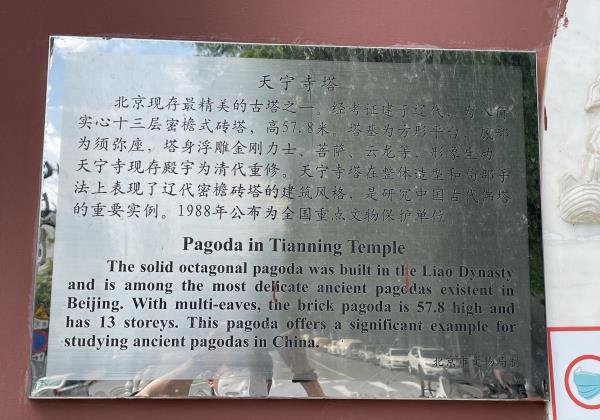 天宁寺塔
北京现存最精美的古塔之一。经考证建于辽代，为八角
实心十三层密檐式砖塔，高57.8米。塔基为方形平台，底部
为须弥座，塔身浮雕金刚力士、菩萨、云龙等，形象生动
天宁寺现存殿宇为清代重修。天宁寺塔在整体造型和局部手
法上表现了辽代密檐砖塔的建筑风格，是研究中国古代佛塔
的重要实例。1988年公布为全国重点文物保护单位
Pagoda in Tianning Temple
The solid octagonal pagoda was built in the Liao Dynasty
and is among the most delicate ancient pagodas existent in
Beijing. With multi-eaves, the brick pagoda is 57.8 high and
has 13 storeys. This pagoda offers a significant example for
studying ancient pagodas in China.
北京市文物局制